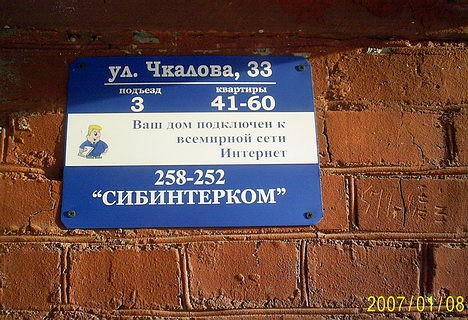 ул. Чкалова, 33
подъезд квартиры
3 41-60
Ваш дом подключен к
всемирной сети
Интернет
258-252
“СИБИНТЕРКОМ”
2007/01/08